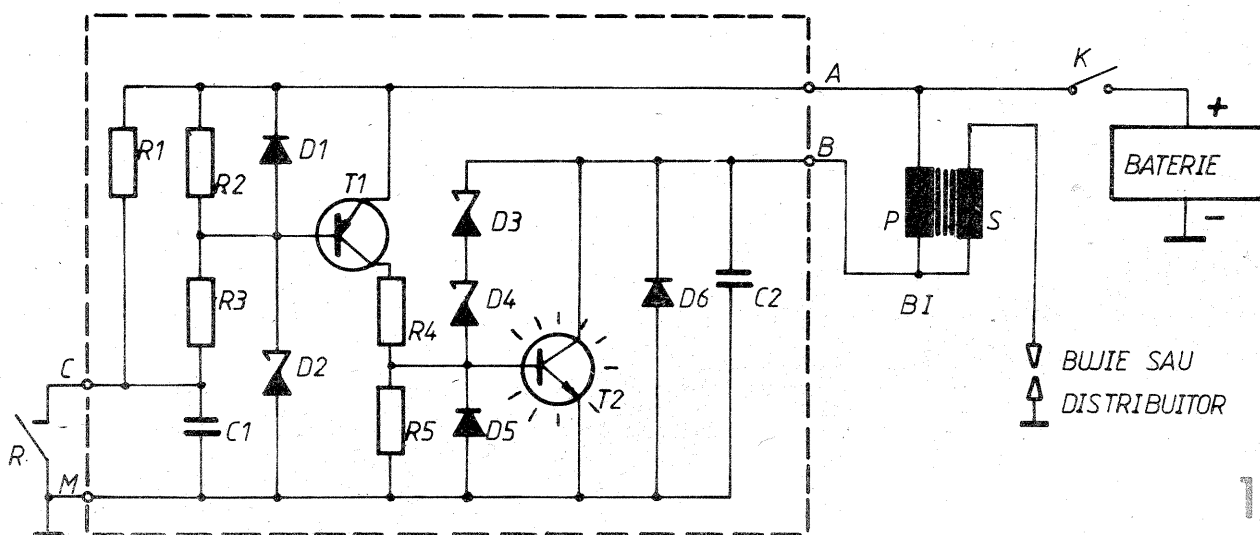 A
K
+
R1
R2
D1
T1
B
BATERIE
D3
P
S
−
R3
D4
D6
C2
BI
R4
C
D2
BUJIE SAU
T2
DISTRIBUITOR
C1
R5
D5
R
M
1